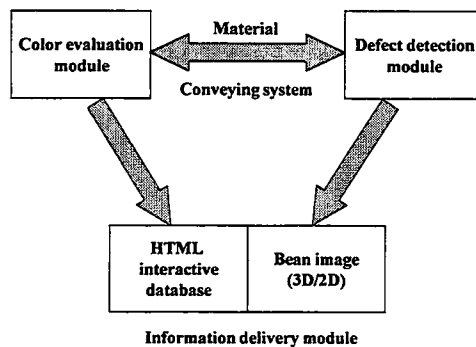 Material
Color evaluation
module
Defect detection
module
Conveying system
HTML
interactive
database
Bean image
(3D/2D)
Information delivery module